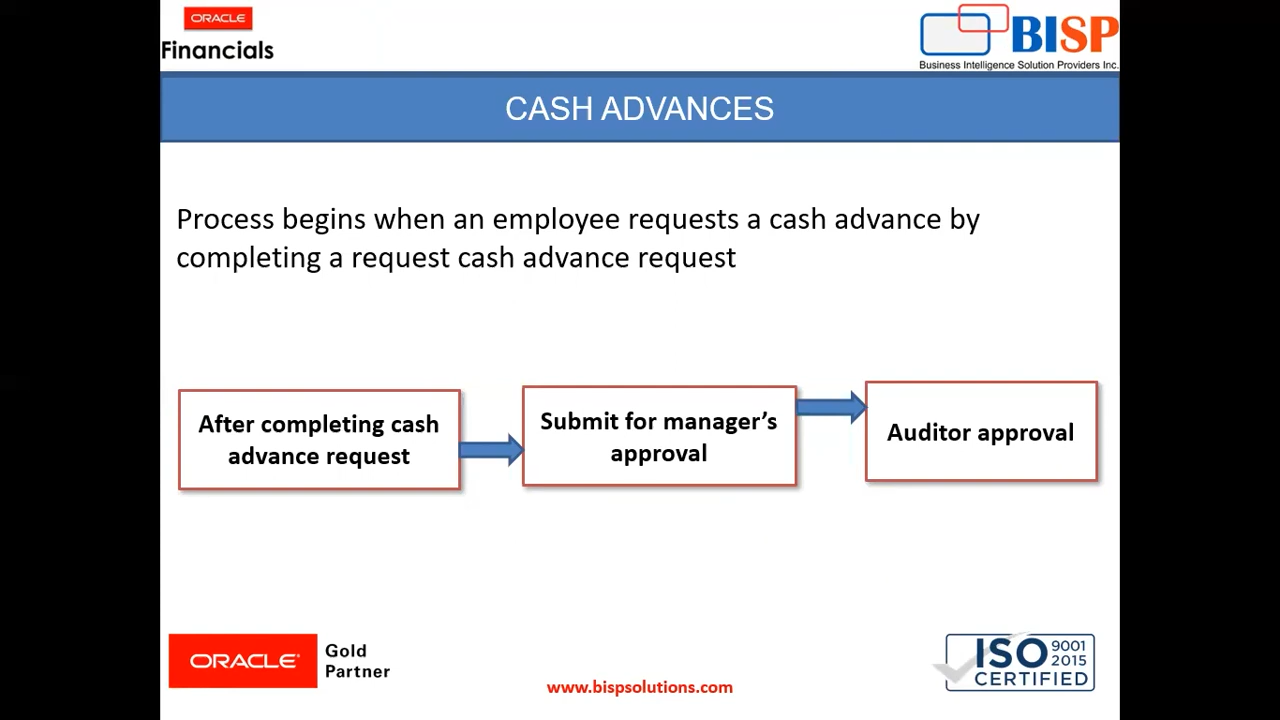 ORACLE
Financials
BISP
Business Intelligence Solution Providers Inc.
CASH ADVANCES
Process begins when an employee requests a cash advance by
completing a request cash advance request
After completing cash
advance request
Submit for manager’s
approval
Auditor approval
ORACLE®
Gold
Partner
www.bispsolutions.com
ISO 9001
2015
CERTIFIED